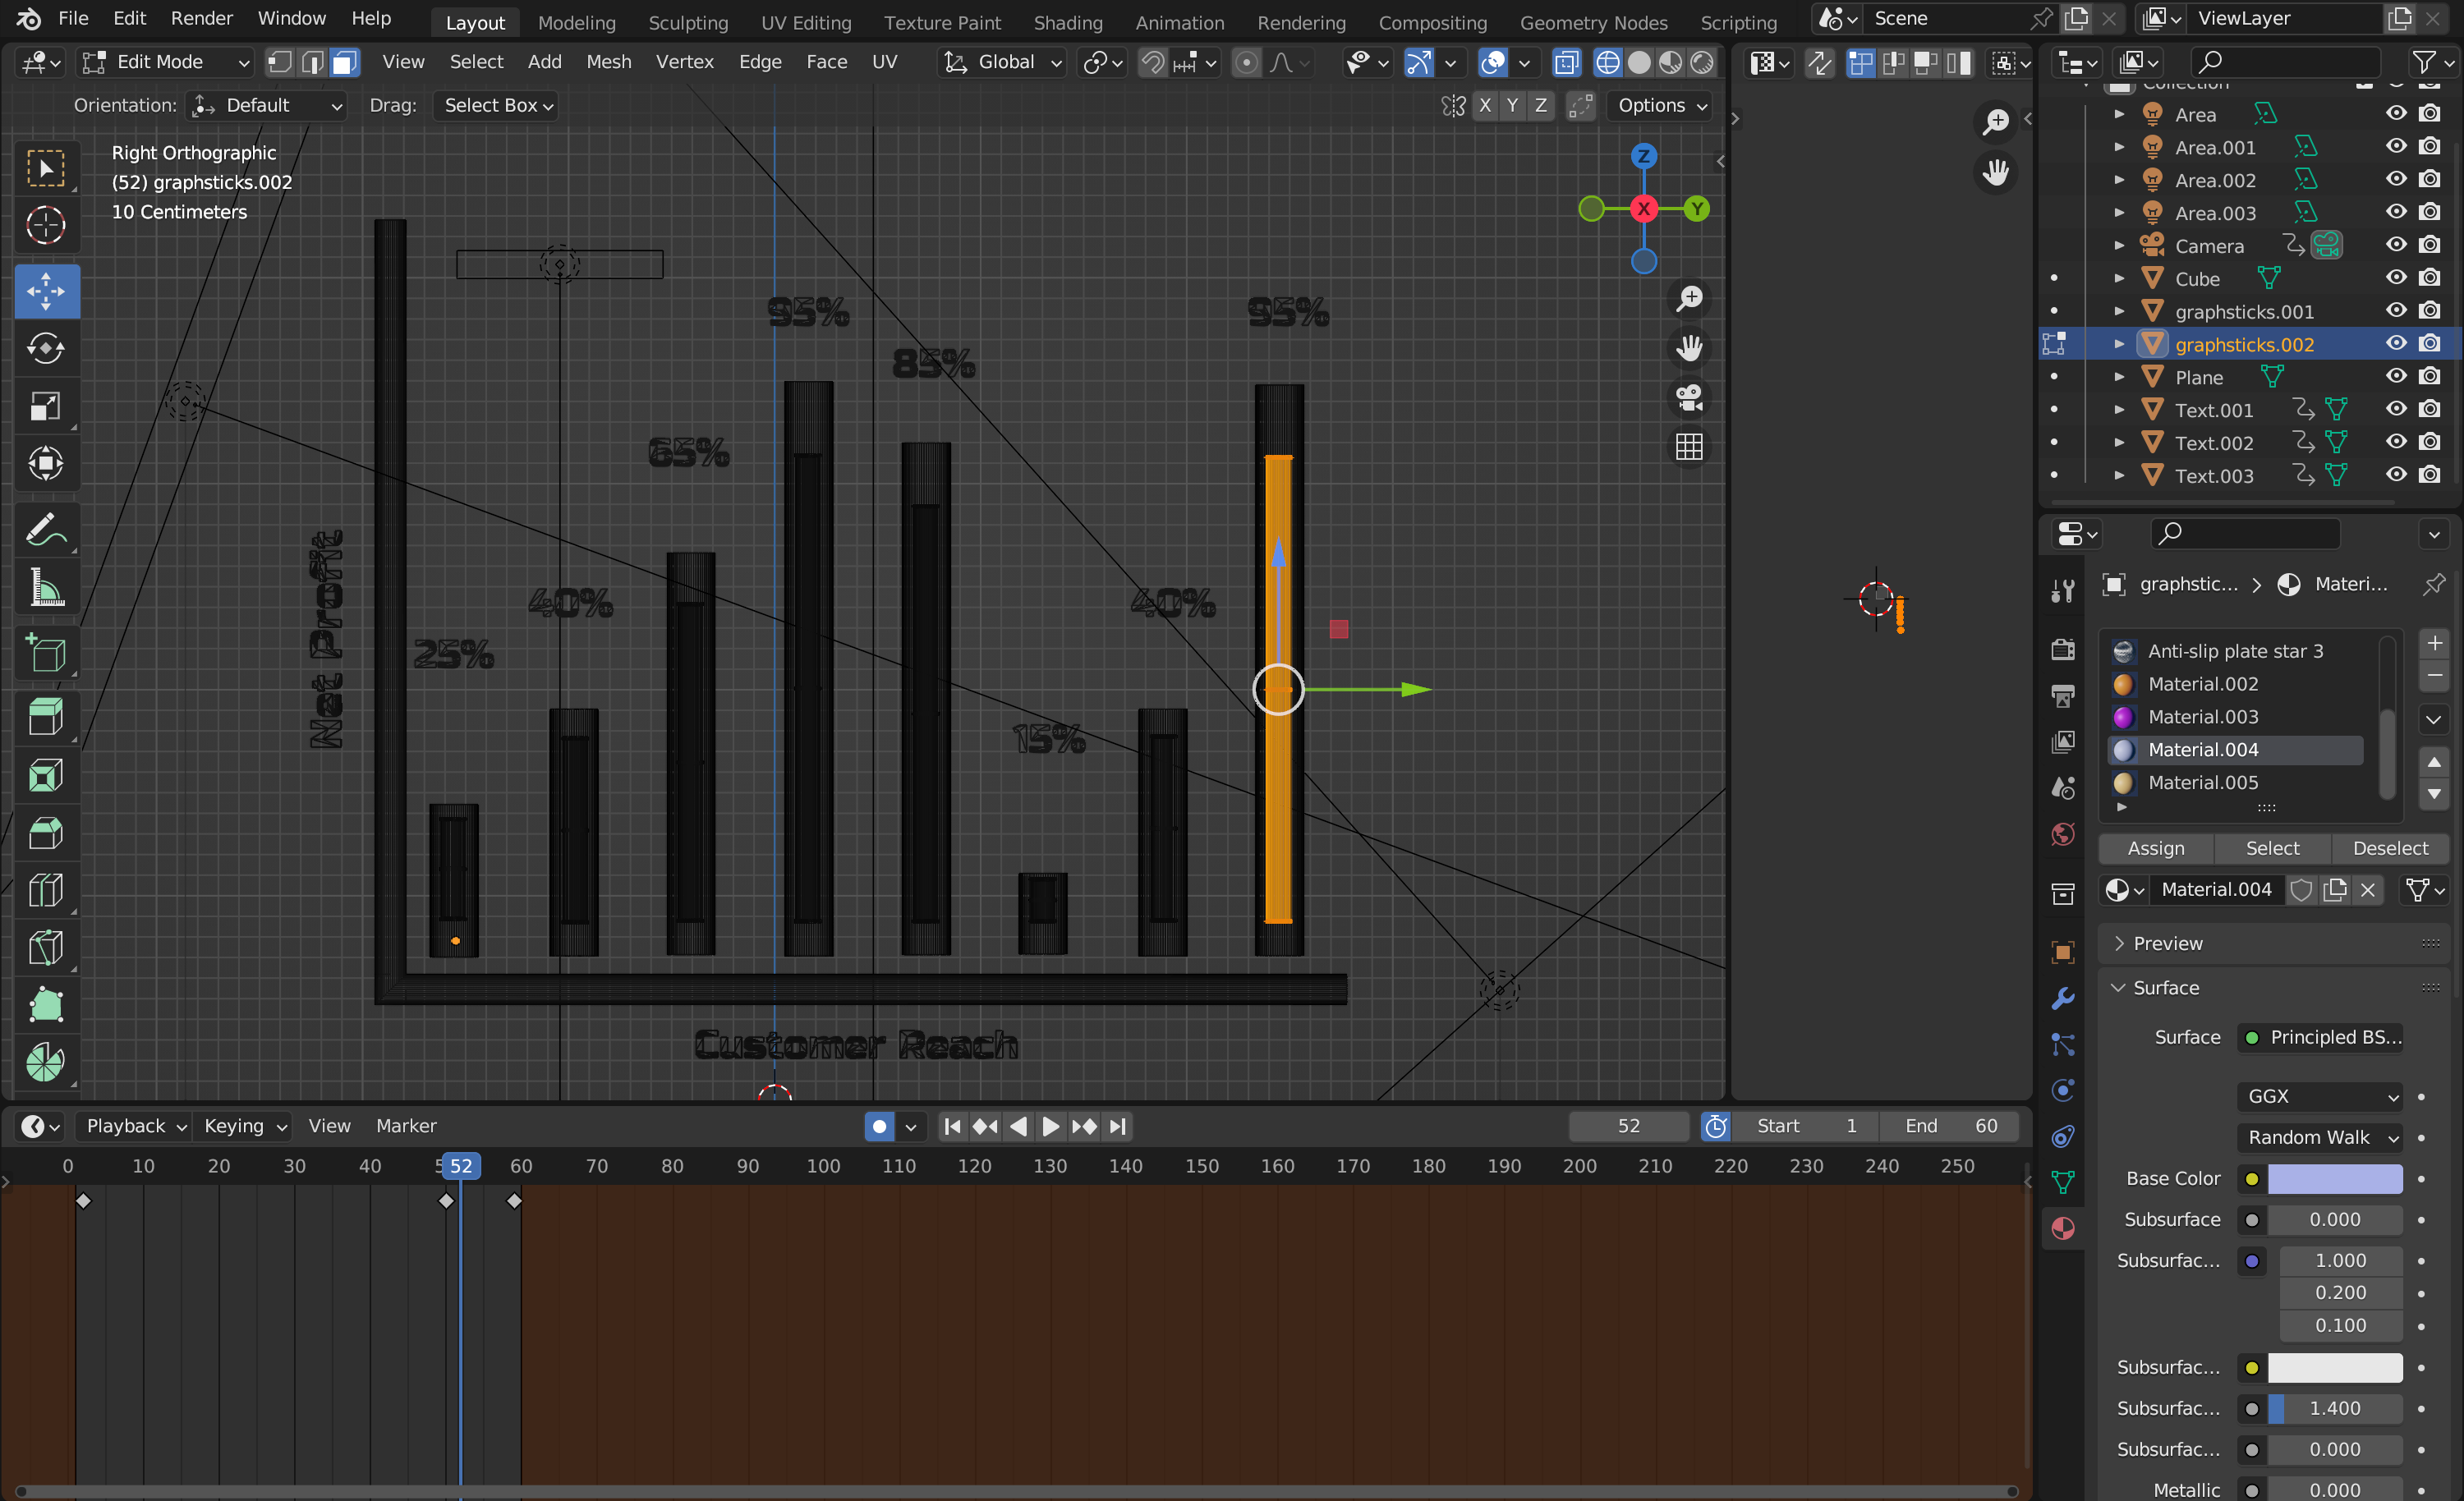 File Edit Render Window Help Layout Modeling Sculpting UV Editing Texture Paint Shading Animation Rendering Compositing Geometry Nodes Scripting Scene ViewLayer
Edit Mode View Select Add Mesh Vertex Edge Face UV Global
Orientation: Default Drag: Select Box X Y Z Options
Right Orthographic
(52) graphsticks.002
10 Centimeters
Z
X
Y
95%
95%
85%
65%
40%
40%
25%
15%
Net Profit
Customer Reach
Collection
Area
Area.001
Area.002
Area.003
Camera
Cube
graphsticks.001
graphsticks.002
Plane
Text.001
Text.002
Text.003
graphstic... Materi...
Anti-slip plate star 3
Material.002
Material.003
Material.004
Material.005
Assign Select Deselect
Material.004
Preview
Surface
Surface Principled BS...
GGX
Random Walk
Base Color
Subsurface 0.000
Subsurfac... 1.000
0.200
0.100
Subsurfac...
Subsurfac... 1.400
Subsurfac... 0.000
Metallic 0.000
Playback Keying View Marker 52 Start 1 End 60
0 10 20 30 40 52 60 70 80 90 100 110 120 130 140 150 160 170 180 190 200 210 220 230 240 250